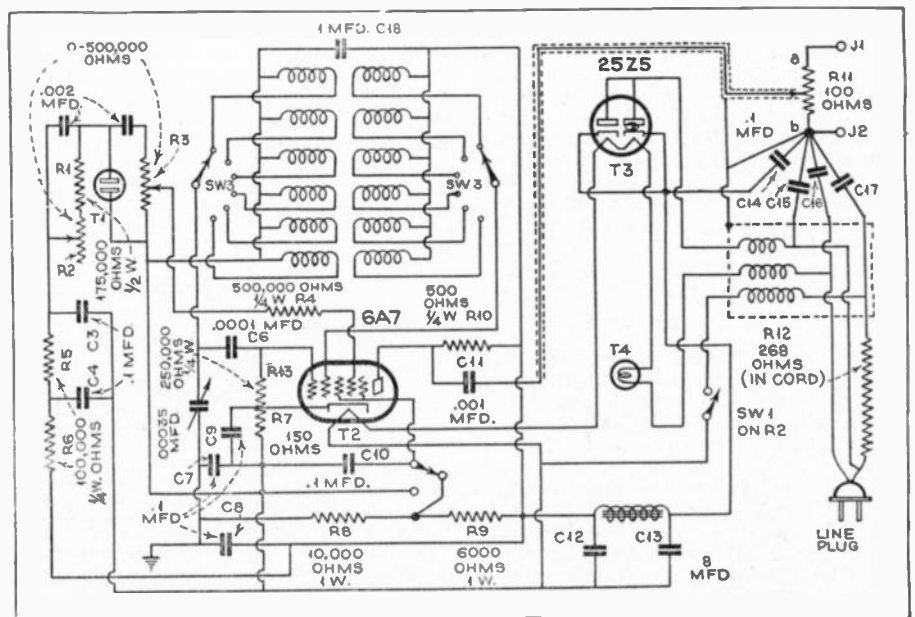 1 MFD. C18
0-500,000
OHMS
.002
MFD.
R3
R1
T1
R2
175,000
OHMS
1/2 W.
SW3
SW3
25Z5
T3
a
J1
R11
100
OHMS
.1
MFD
b
J2
C14
C15
C16
C17
500,000 OHMS
1/4 W R4
500
OHMS
1/4 W R10
6A7
.0001 MFD
C6
R5
C3
C4
.1 MFD.
R6
100,000
OHMS
1/4 W.
250,000
OHMS
1/4 W.
R13
R7
.00035
MFD
C9
C7
150
OHMS
T2
C10
C11
.001
MFD.
T4
R12
268
OHMS
(IN CORD)
SW1
ON R2
.1 MFD.
.1
MFD
C8
R8
R9
10,000
OHMS
1 W.
6000
OHMS
1 W.
C12
C13
8
MFD
LINE
PLUG